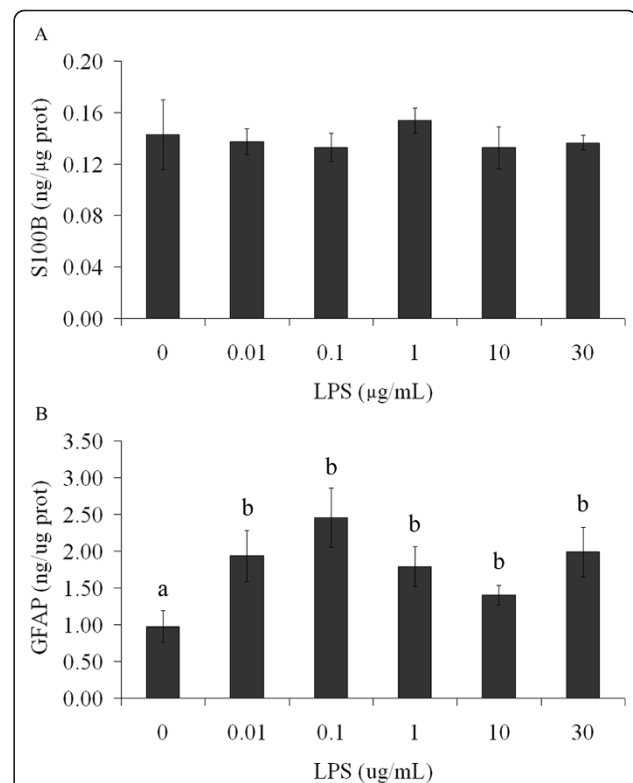 A
S100B (ng/µg prot)
0.20
0.16
0.12
0.08
0.04
0.00
0 0.01 0.1 1 10 30
LPS (µg/mL)
B
GFAP (ng/ug prot)
3.50
3.00
2.50
2.00
1.50
1.00
0.50
0.00
a b b b b b
0 0.01 0.1 1 10 30
LPS (ug/mL)